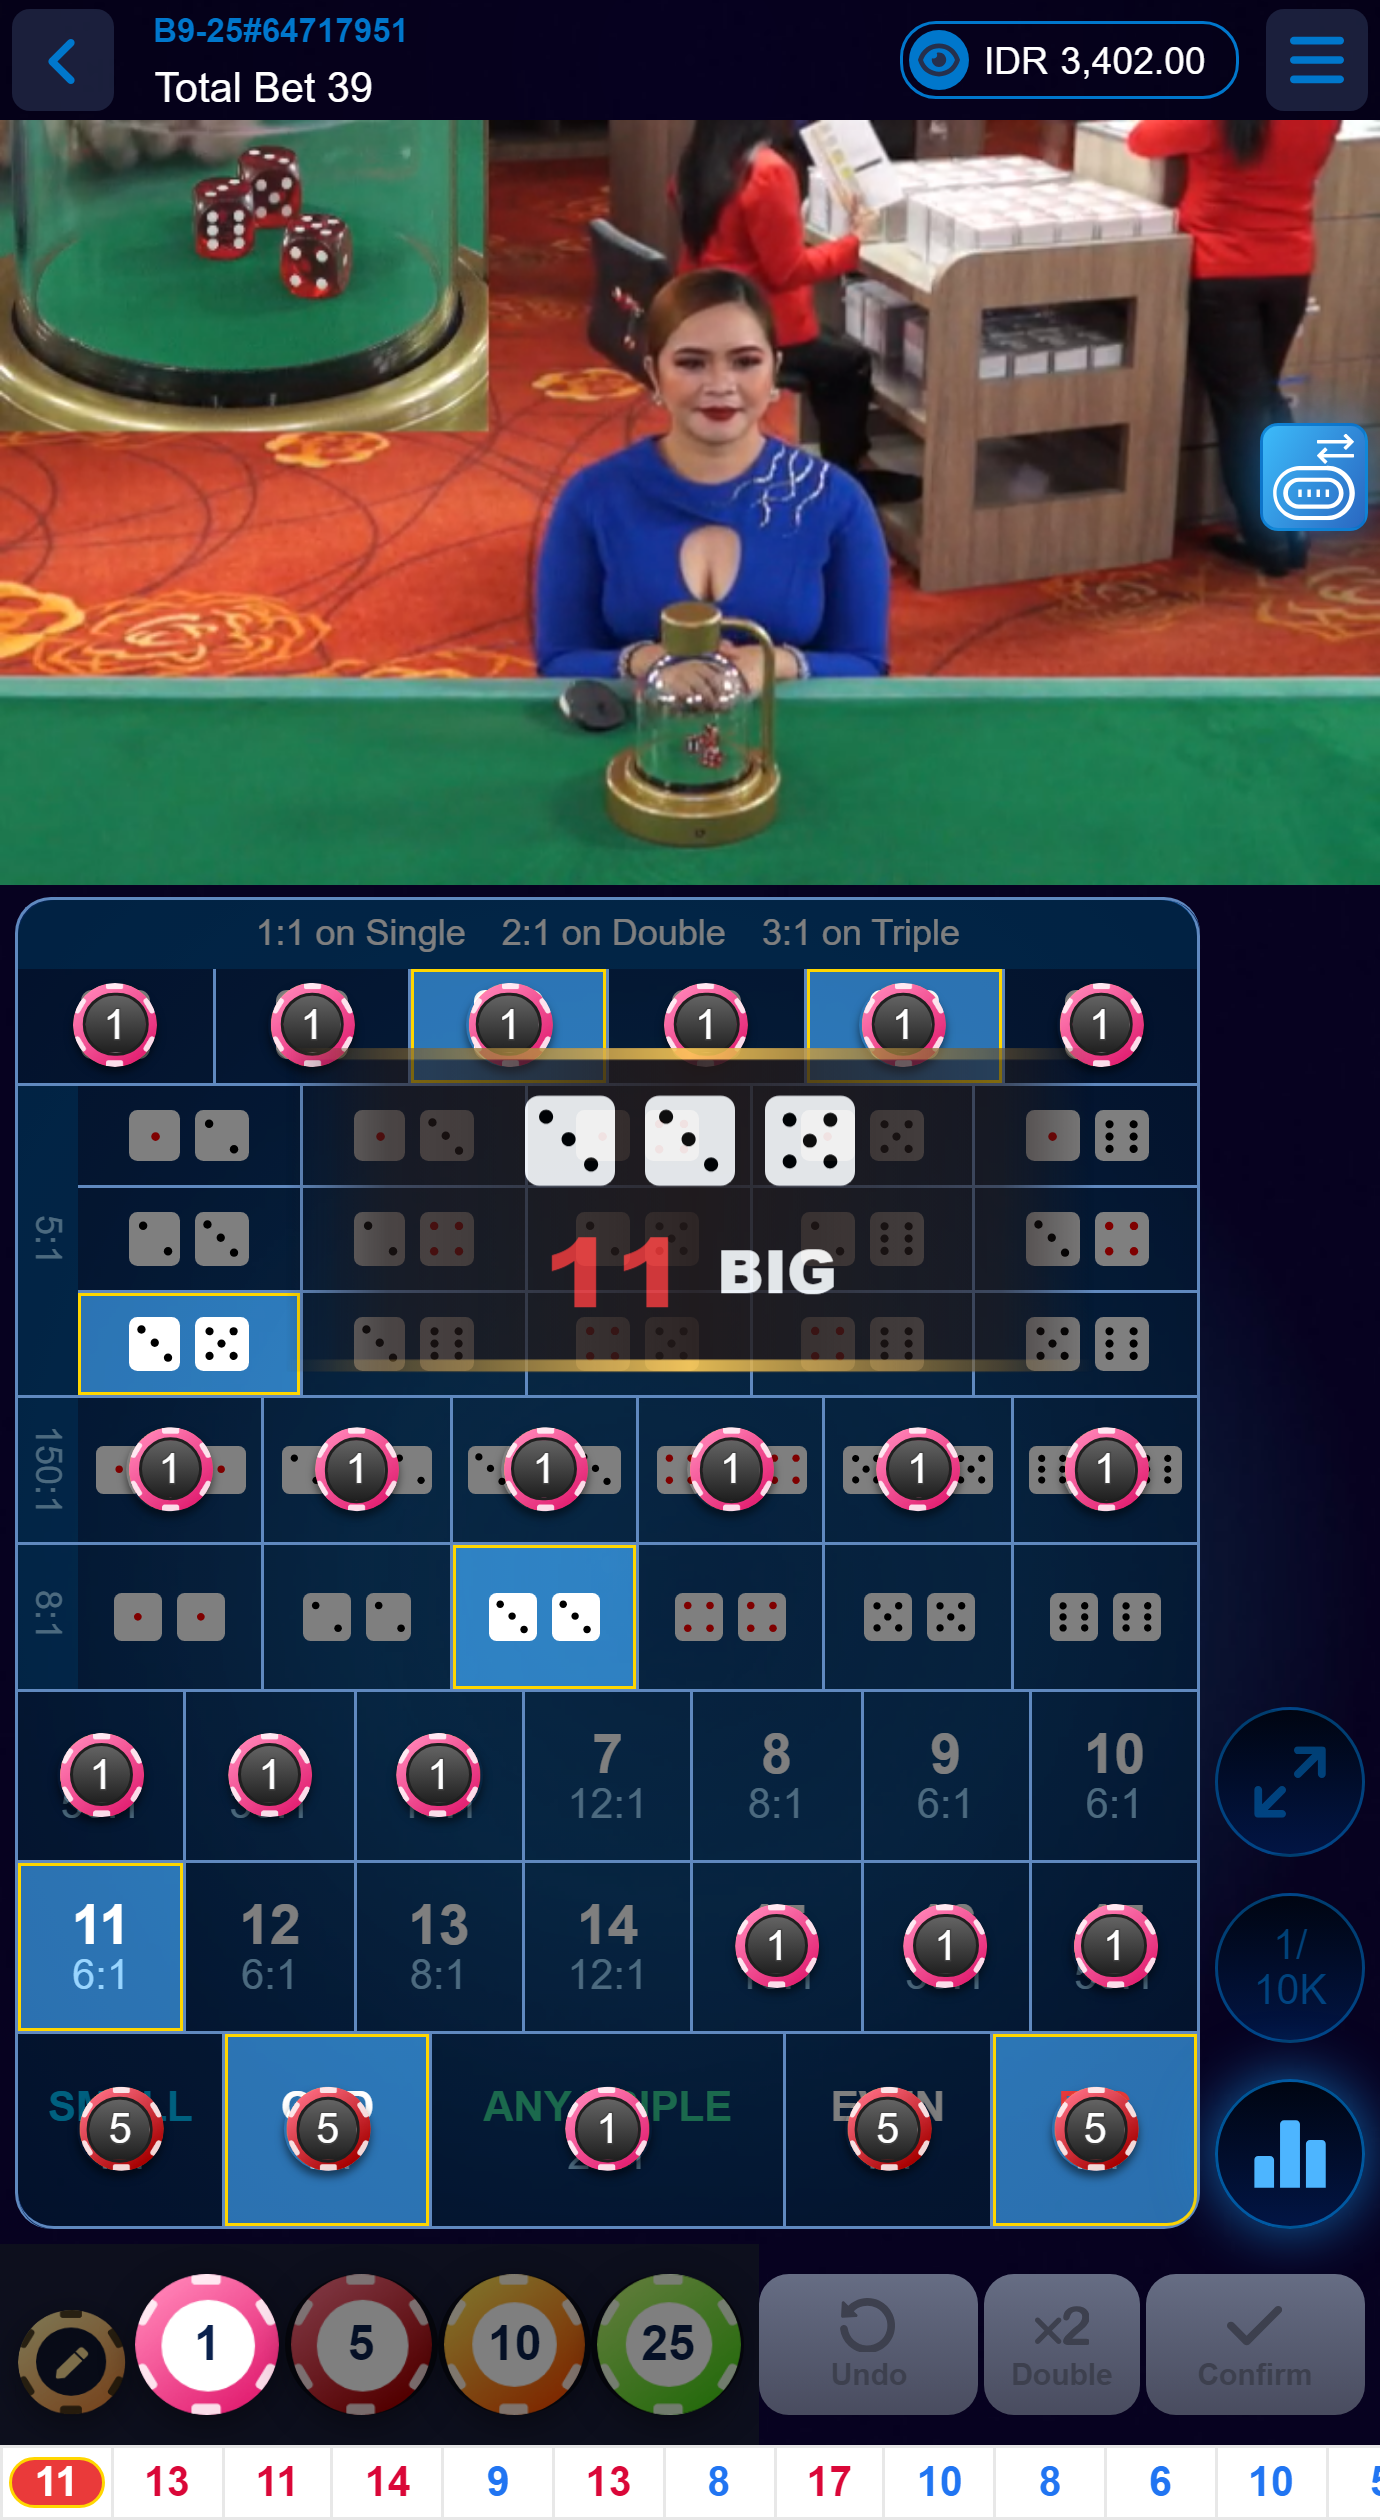 B9-25#64717951
Total Bet 39
IDR 3,402.00
1:1 on Single 2:1 on Double 3:1 on Triple
1 1 1 1 1 1
5:1
11 BIG
150:1
1 1 1 1 1 1
8:1
1 1 1 7 8 9 10
12:1 8:1 6:1 6:1
11 12 13 14 1 1 1
6:1 6:1 8:1 12:1
1/
10K
SMALL ANY TRIPLE EVEN
5 5 1 5 5
1 5 10 25
x2
Undo Double Confirm
11 13 11 14 9 13 8 17 10 8 6 10